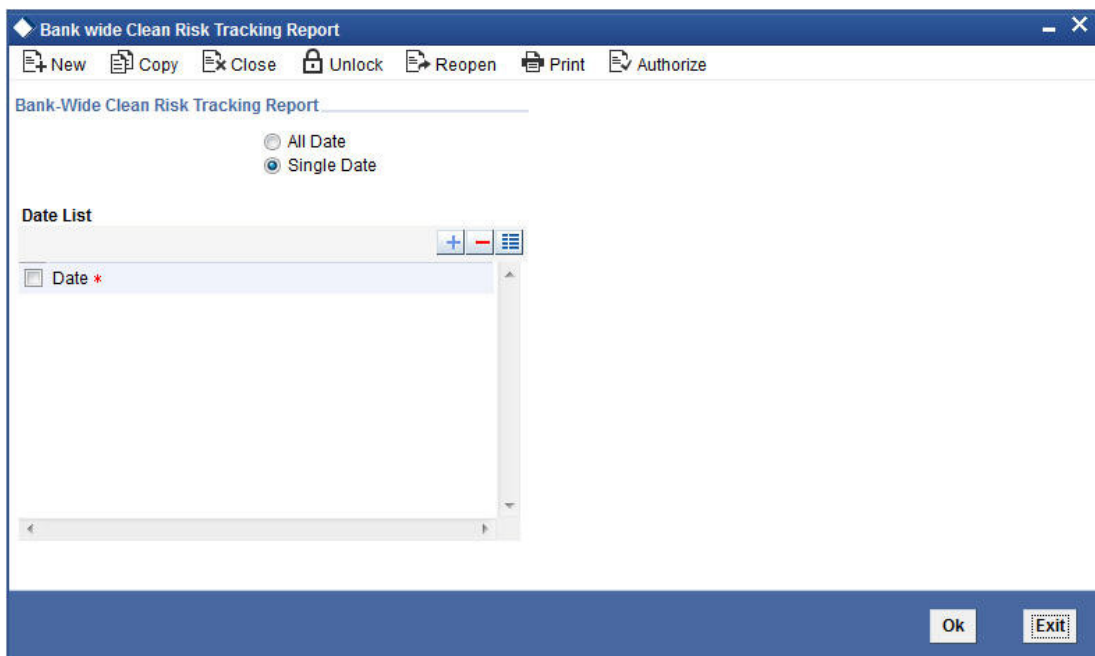 Bank wide Clean Risk Tracking Report
New Copy Close Unlock Reopen Print Authorize
Bank-Wide Clean Risk Tracking Report
All Date
Single Date
Date List
Date *
Ok Exit